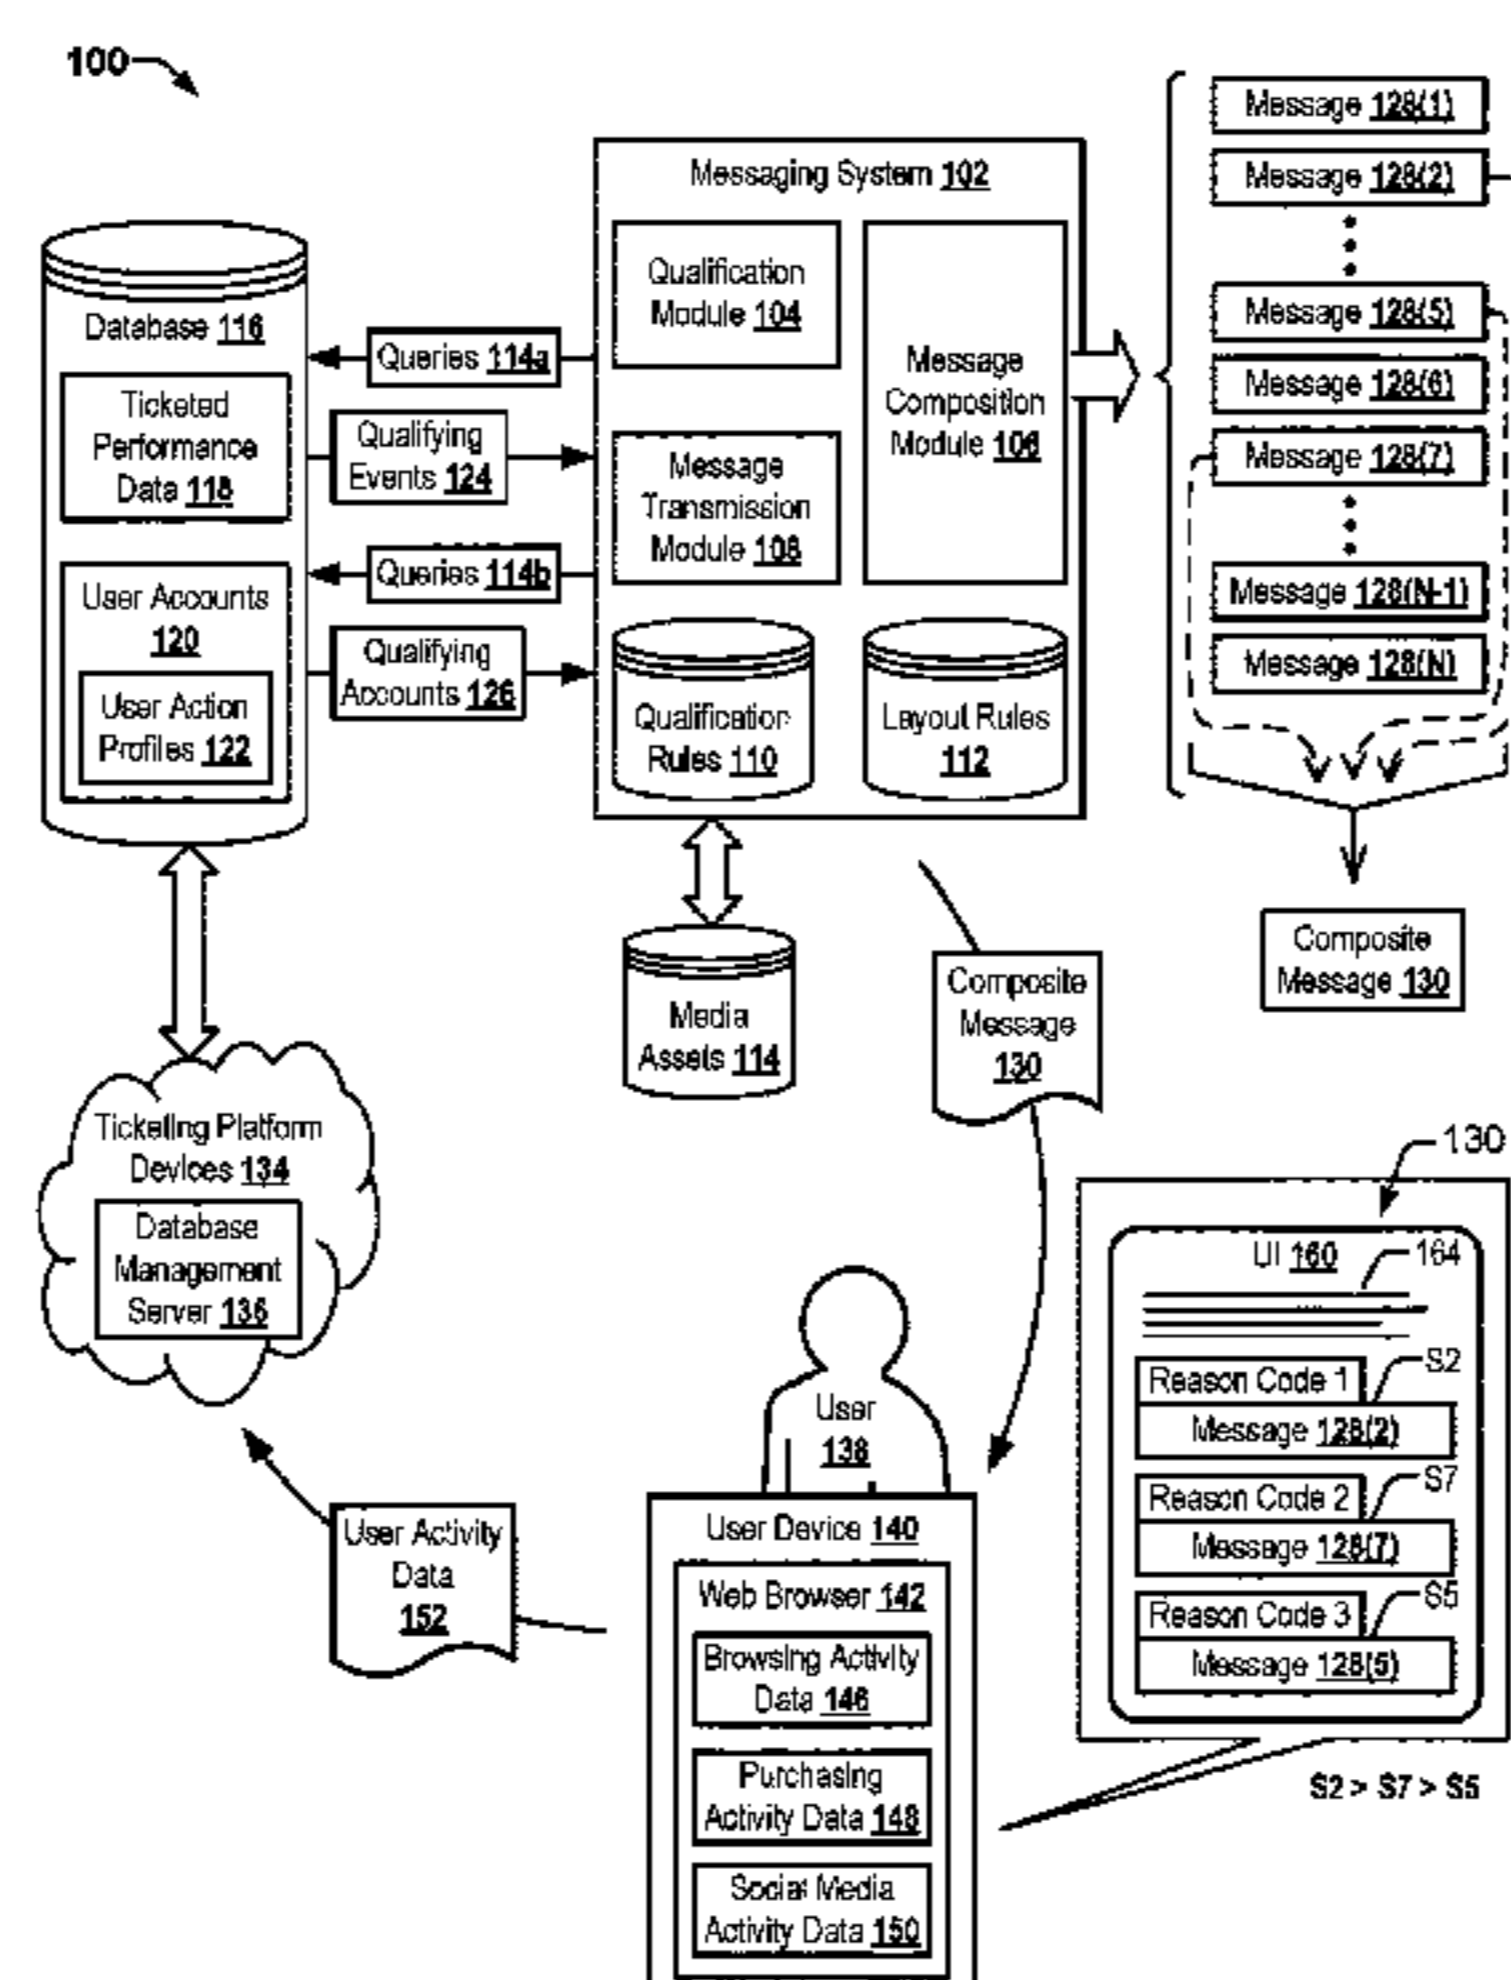 100
Messaging System 102
Qualification
Module 104
Message
Composition
Module 106
Message
Transmission
Module 108
Qualification
Rules 110
Layout Rules
112
Database 116
Ticketed
Performance
Data 118
User Accounts
120
User Action
Profiles 122
Queries 114a
Qualifying
Events 124
Queries 114b
Qualifying
Accounts 126
Message 128(1)
Message 128(2)
Message 128(5)
Message 128(6)
Message 128(7)
Message 128(N-1)
Message 128(N)
Composite
Message 130
Media
Assets 114
Composite
Message
130
Ticketing Platform
Devices 134
Database
Management
Server 136
130
UI 160
164
S2
Reason Code 1
Message 128(2)
S7
Reason Code 2
Message 128(7)
S5
Reason Code 3
Message 128(5)
S2 > S7 > S5
User
138
User Device 140
Web Browser 142
Browsing Activity
Data 146
Purchasing
Activity Data 148
Social Media
Activity Data 150
User Activity
Data
152